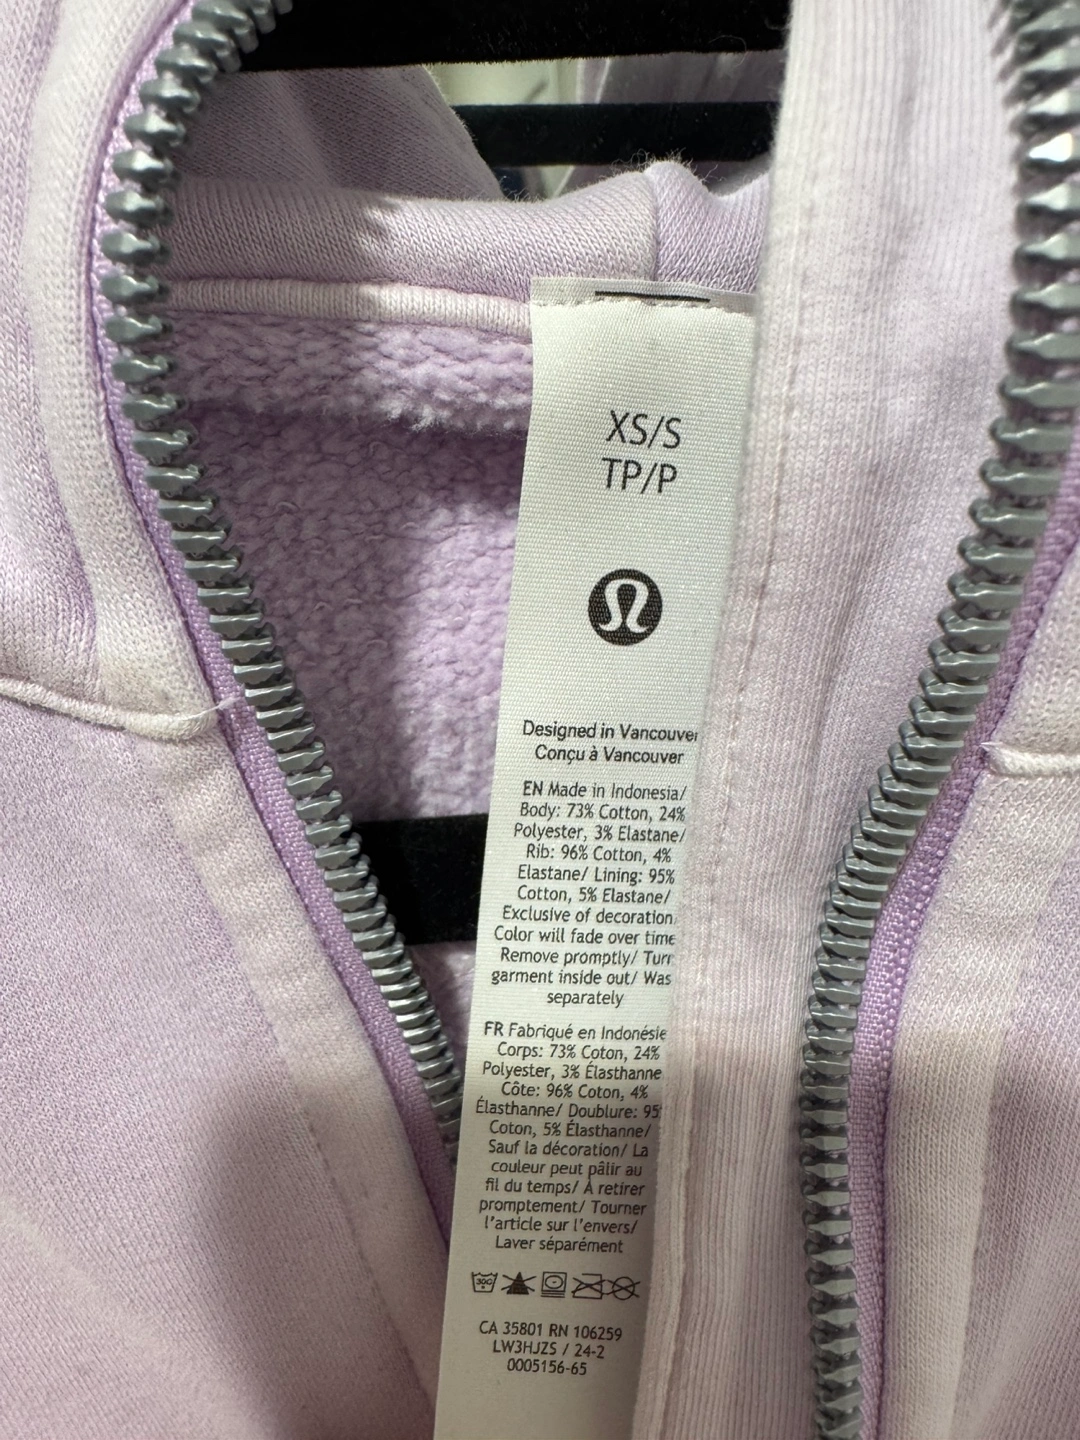 XS/S
TP/P
Designed in Vancouver
Conçu à Vancouver
EN Made in Indonesia/
Body: 73% Cotton, 24%
Polyester, 3% Elastane/
Rib: 96% Cotton, 4%
Elastane/ Lining: 95%
Cotton, 5% Elastane/
Exclusive of decoration
Color will fade over time
Remove promptly/ Turn
garment inside out/ Was
separately
FR Fabriqué en Indonésie
Corps: 73% Coton, 24%
Polyester, 3% Élasthanne
Côte: 96% Coton, 4%
Élasthanne/ Doublure: 95
Coton, 5% Élasthanne/
Sauf la décoration/ La
couleur peut pâlir au
fil du temps/ À retirer
promptement/ Tourner
l'article sur l'envers/
Laver séparément
30C
CA 35801 RN 106259
LW3HJZS / 24-2
0005156-65